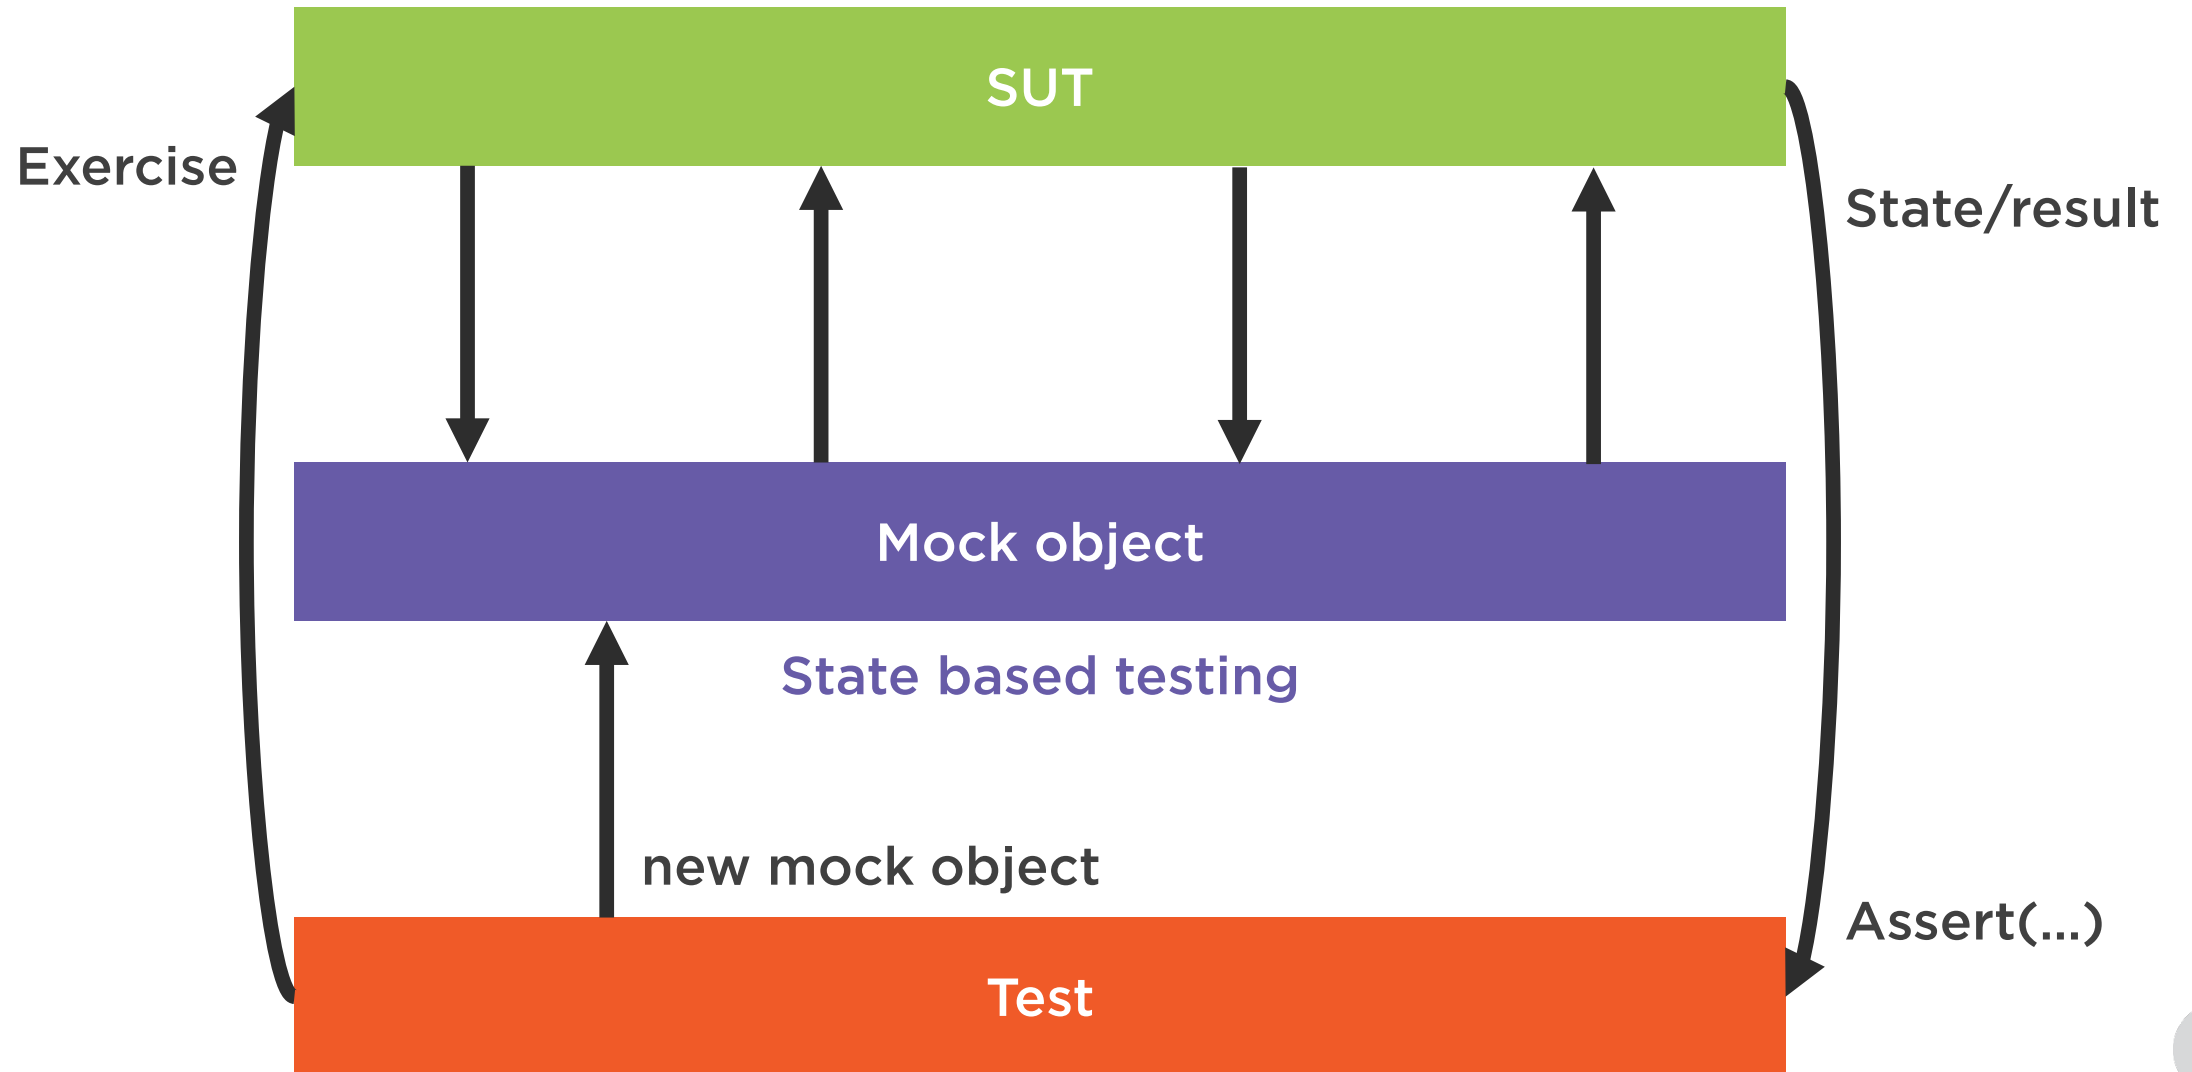 SUT
Exercise
State/result
Mock object
State based testing
new mock object
Assert(...)
Test